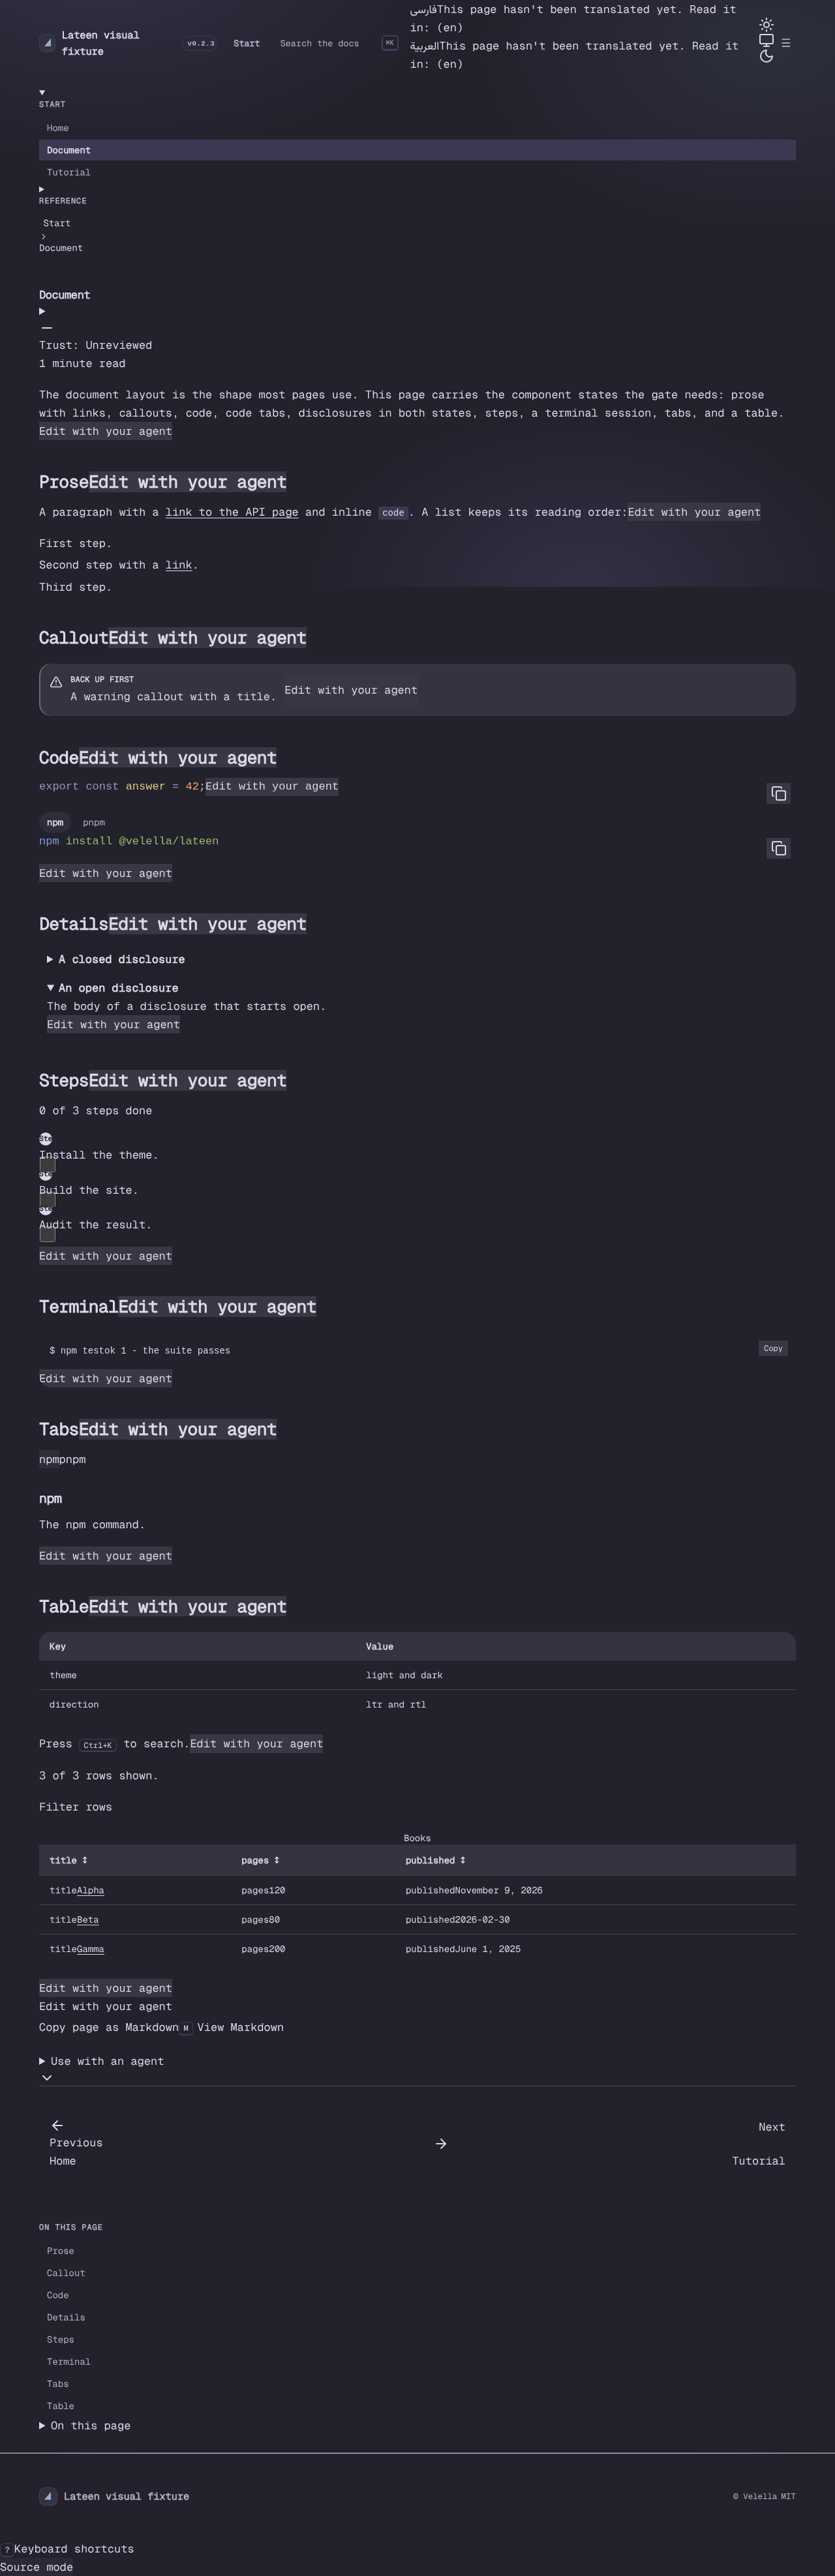 Lateen visual
fixture
v0.2.3
Start
Search the docs
⌘K
فارسیThis page hasn't been translated yet. Read it
in: (en)
العربيةThis page hasn't been translated yet. Read it
in: (en)
START
Home
Document
Tutorial
REFERENCE
Start
›
Document
Document
Trust: Unreviewed
1 minute read
The document layout is the shape most pages use. This page carries the component states the gate needs: prose
with links, callouts, code, code tabs, disclosures in both states, steps, a terminal session, tabs, and a table.
Edit with your agent
ProseEdit with your agent
A paragraph with a link to the API page and inline code. A list keeps its reading order:Edit with your agent
First step.
Second step with a link.
Third step.
CalloutEdit with your agent
BACK UP FIRST
A warning callout with a title. Edit with your agent
CodeEdit with your agent
export const answer = 42;Edit with your agent
npm pnpm
npm install @velella/lateen
Edit with your agent
DetailsEdit with your agent
A closed disclosure
An open disclosure
The body of a disclosure that starts open.
Edit with your agent
StepsEdit with your agent
0 of 3 steps done
Install the theme.
Build the site.
Audit the result.
Edit with your agent
TerminalEdit with your agent
$ npm testok 1 - the suite passes
Copy
Edit with your agent
TabsEdit with your agent
npmpnpm
npm
The npm command.
Edit with your agent
TableEdit with your agent
Key Value
theme light and dark
direction ltr and rtl
Press Ctrl+K to search.Edit with your agent
3 of 3 rows shown.
Filter rows
Books
title ↕ pages ↕ published ↕
titleAlpha pages120 publishedNovember 9, 2026
titleBeta pages80 published2026-02-30
titleGamma pages200 publishedJune 1, 2025
Edit with your agent
Edit with your agent
Copy page as Markdown M View Markdown
Use with an agent
Previous
Home
Next
Tutorial
ON THIS PAGE
Prose
Callout
Code
Details
Steps
Terminal
Tabs
Table
On this page
Lateen visual fixture
© Velella MIT
? Keyboard shortcuts
Source mode